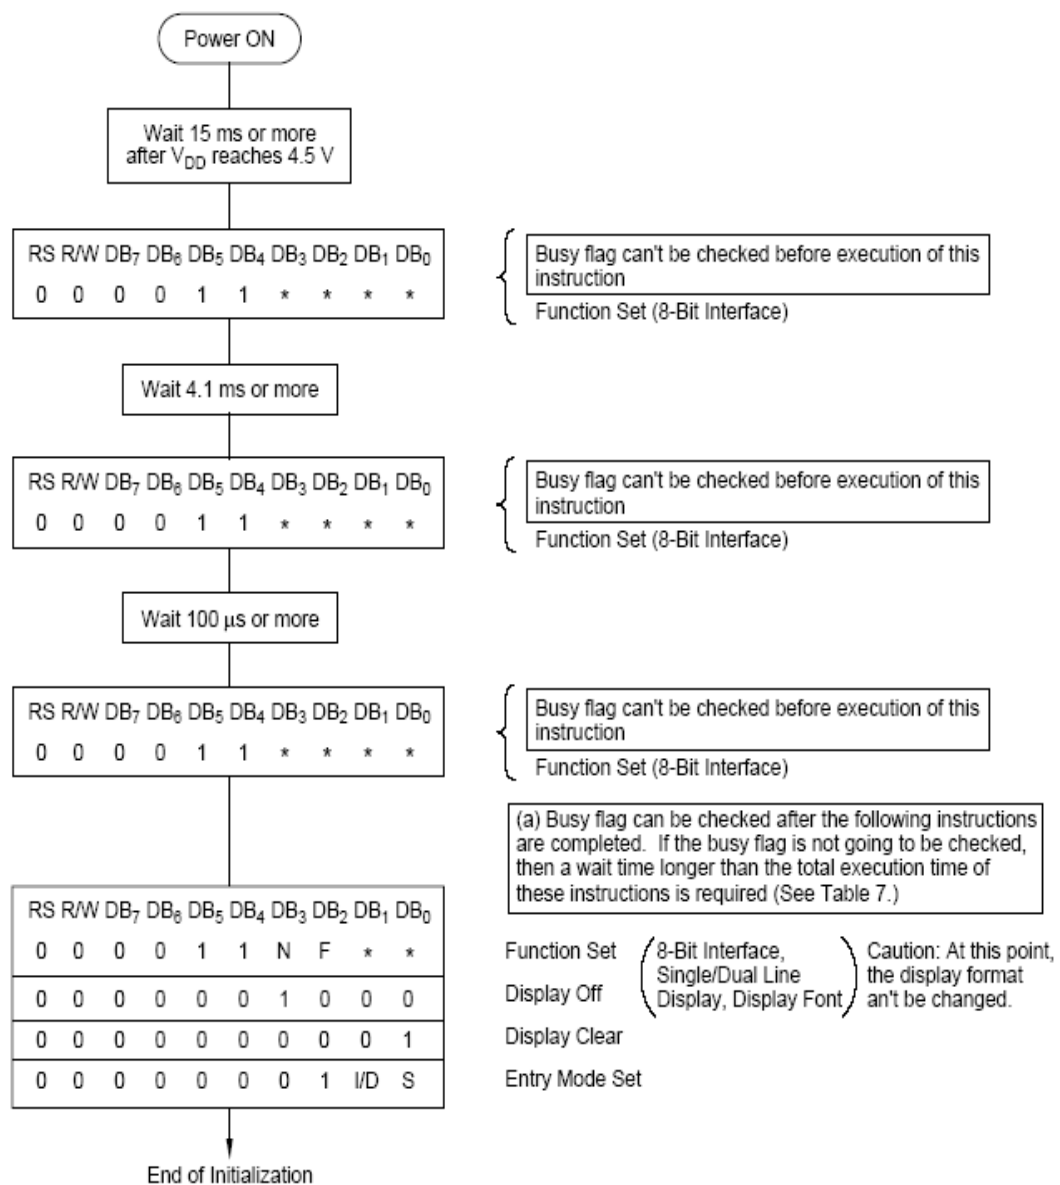 Power ON
Wait 15 ms or more
after VDD reaches 4.5 V
RS R/W DB7 DB6 DB5 DB4 DB3 DB2 DB1 DB0
0 0 0 0 1 1 * * * *
Busy flag can't be checked before execution of this
instruction
Function Set (8-Bit Interface)
Wait 4.1 ms or more
RS R/W DB7 DB6 DB5 DB4 DB3 DB2 DB1 DB0
0 0 0 0 1 1 * * * *
Busy flag can't be checked before execution of this
instruction
Function Set (8-Bit Interface)
Wait 100 μs or more
RS R/W DB7 DB6 DB5 DB4 DB3 DB2 DB1 DB0
0 0 0 0 1 1 * * * *
Busy flag can't be checked before execution of this
instruction
Function Set (8-Bit Interface)
(a) Busy flag can be checked after the following instructions
are completed. If the busy flag is not going to be checked,
then a wait time longer than the total execution time of
these instructions is required (See Table 7.)
RS R/W DB7 DB6 DB5 DB4 DB3 DB2 DB1 DB0
0 0 0 0 1 1 N F * *
0 0 0 0 0 0 1 0 0 0
0 0 0 0 0 0 0 0 0 1
0 0 0 0 0 0 0 1 I/D S
Function Set
Display Off
Display Clear
Entry Mode Set
8-Bit Interface,
Single/Dual Line
Display, Display Font
Caution: At this point,
the display format
an't be changed.
End of Initialization